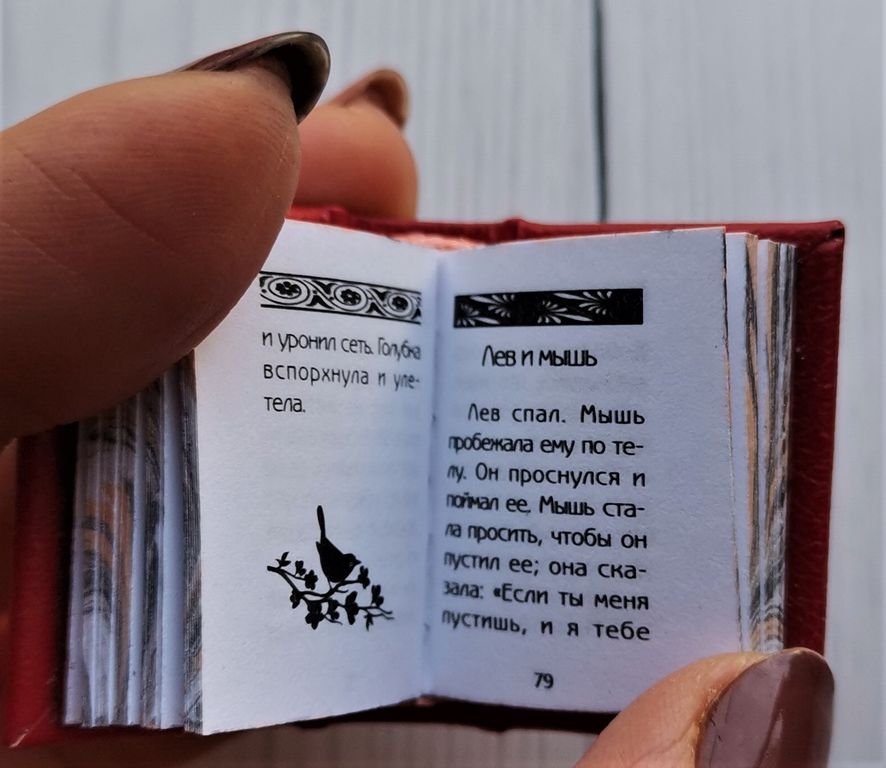 и уронил сеть. Голубка
вспорхнула и уле-
тела.
Лев и мышь
Лев спал. Мышь
пробежала ему по те-
лу. Он проснулся и
поймал ее. Мышь ста-
ла просить, чтобы он
пустил ее; она ска-
зала: «Если ты меня
пустишь, и я тебе
79